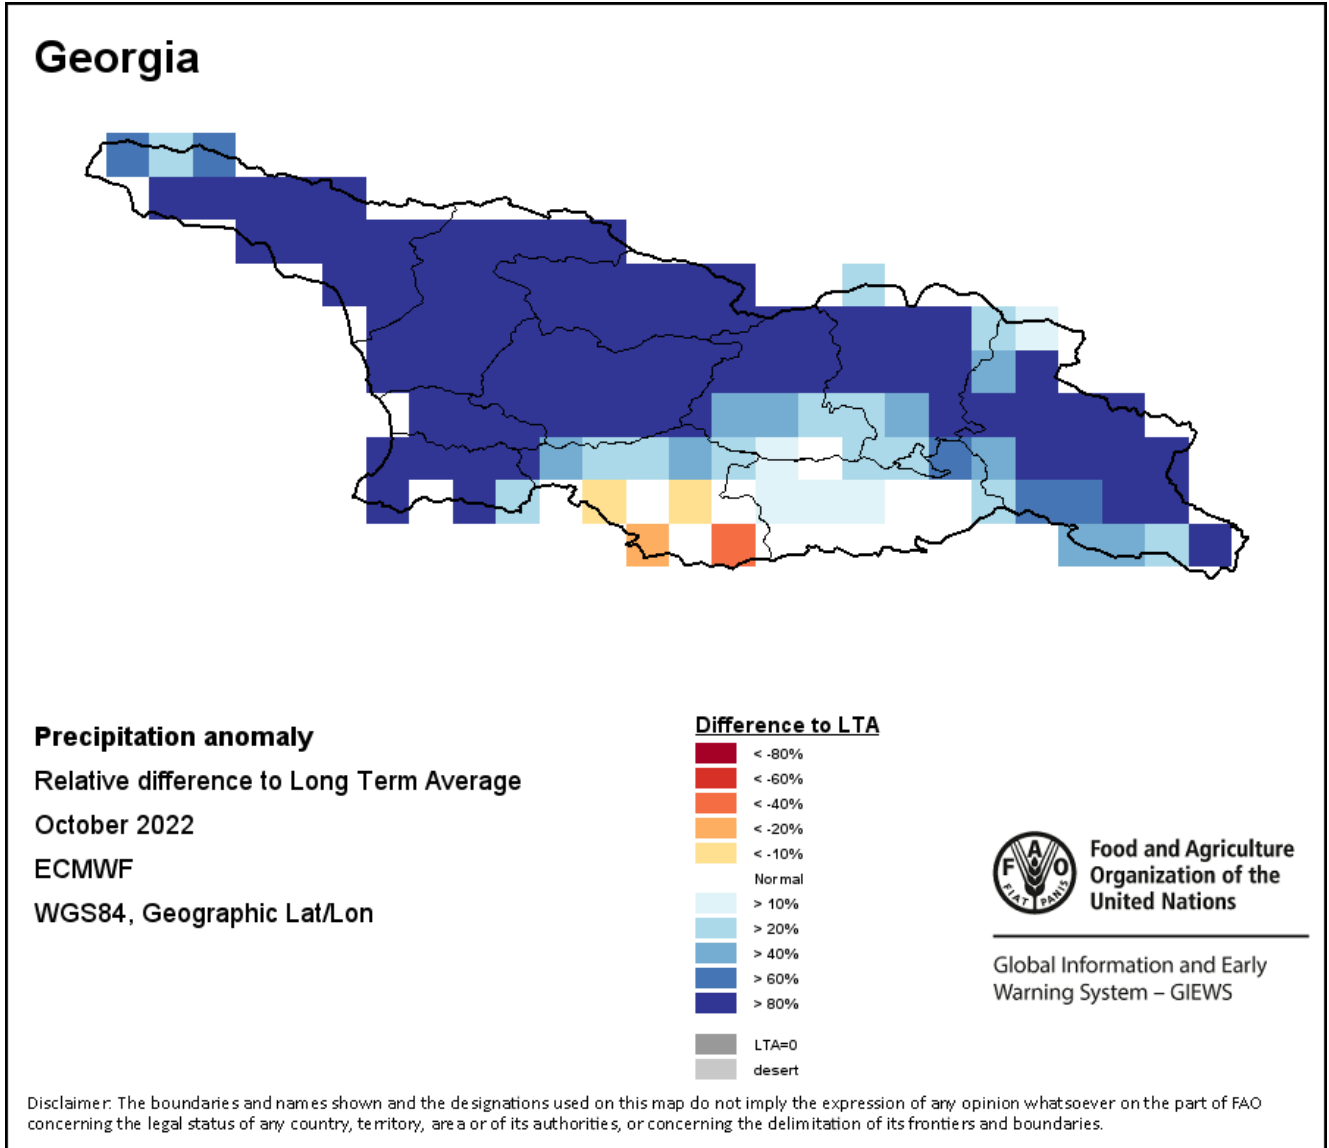 Georgia
Precipitation anomaly
Relative difference to Long Term Average
October 2022
ECMWF
WGS84, Geographic Lat/Lon
Difference to LTA
< -80%
< -60%
< -40%
< -20%
< -10%
Normal
> 10%
> 20%
> 40%
> 60%
> 80%
LTA=0
desert
F A O
FIAT PANIS
Food and Agriculture
Organization of the
United Nations
Global Information and Early
Warning System – GIEWS
Disclaimer: The boundaries and names shown and the designations used on this map do not imply the expression of any opinion whatsoever on the part of FAO
concerning the legal status of any country, territory, area or of its authorities, or concerning the delimitation of its frontiers and boundaries.